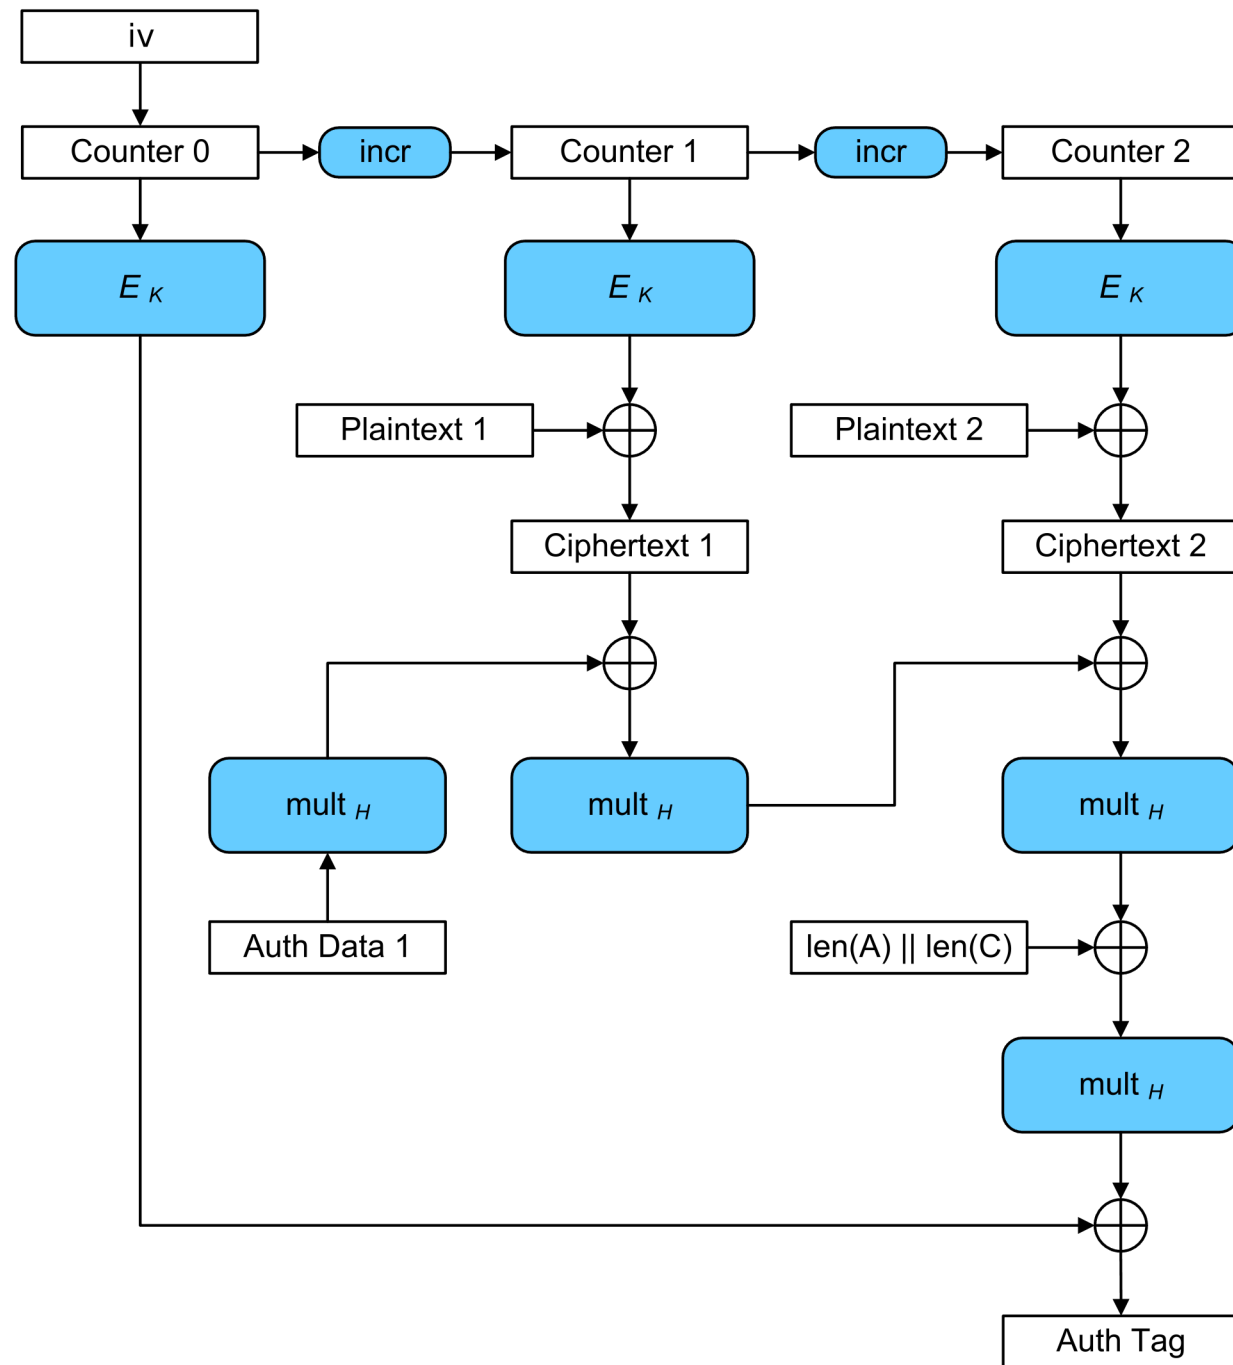 iv
Counter 0
incr
Counter 1
incr
Counter 2
E K
E K
E K
Plaintext 1
Plaintext 2
Ciphertext 1
Ciphertext 2
mult H
mult H
mult H
Auth Data 1
len(A) || len(C)
mult H
Auth Tag